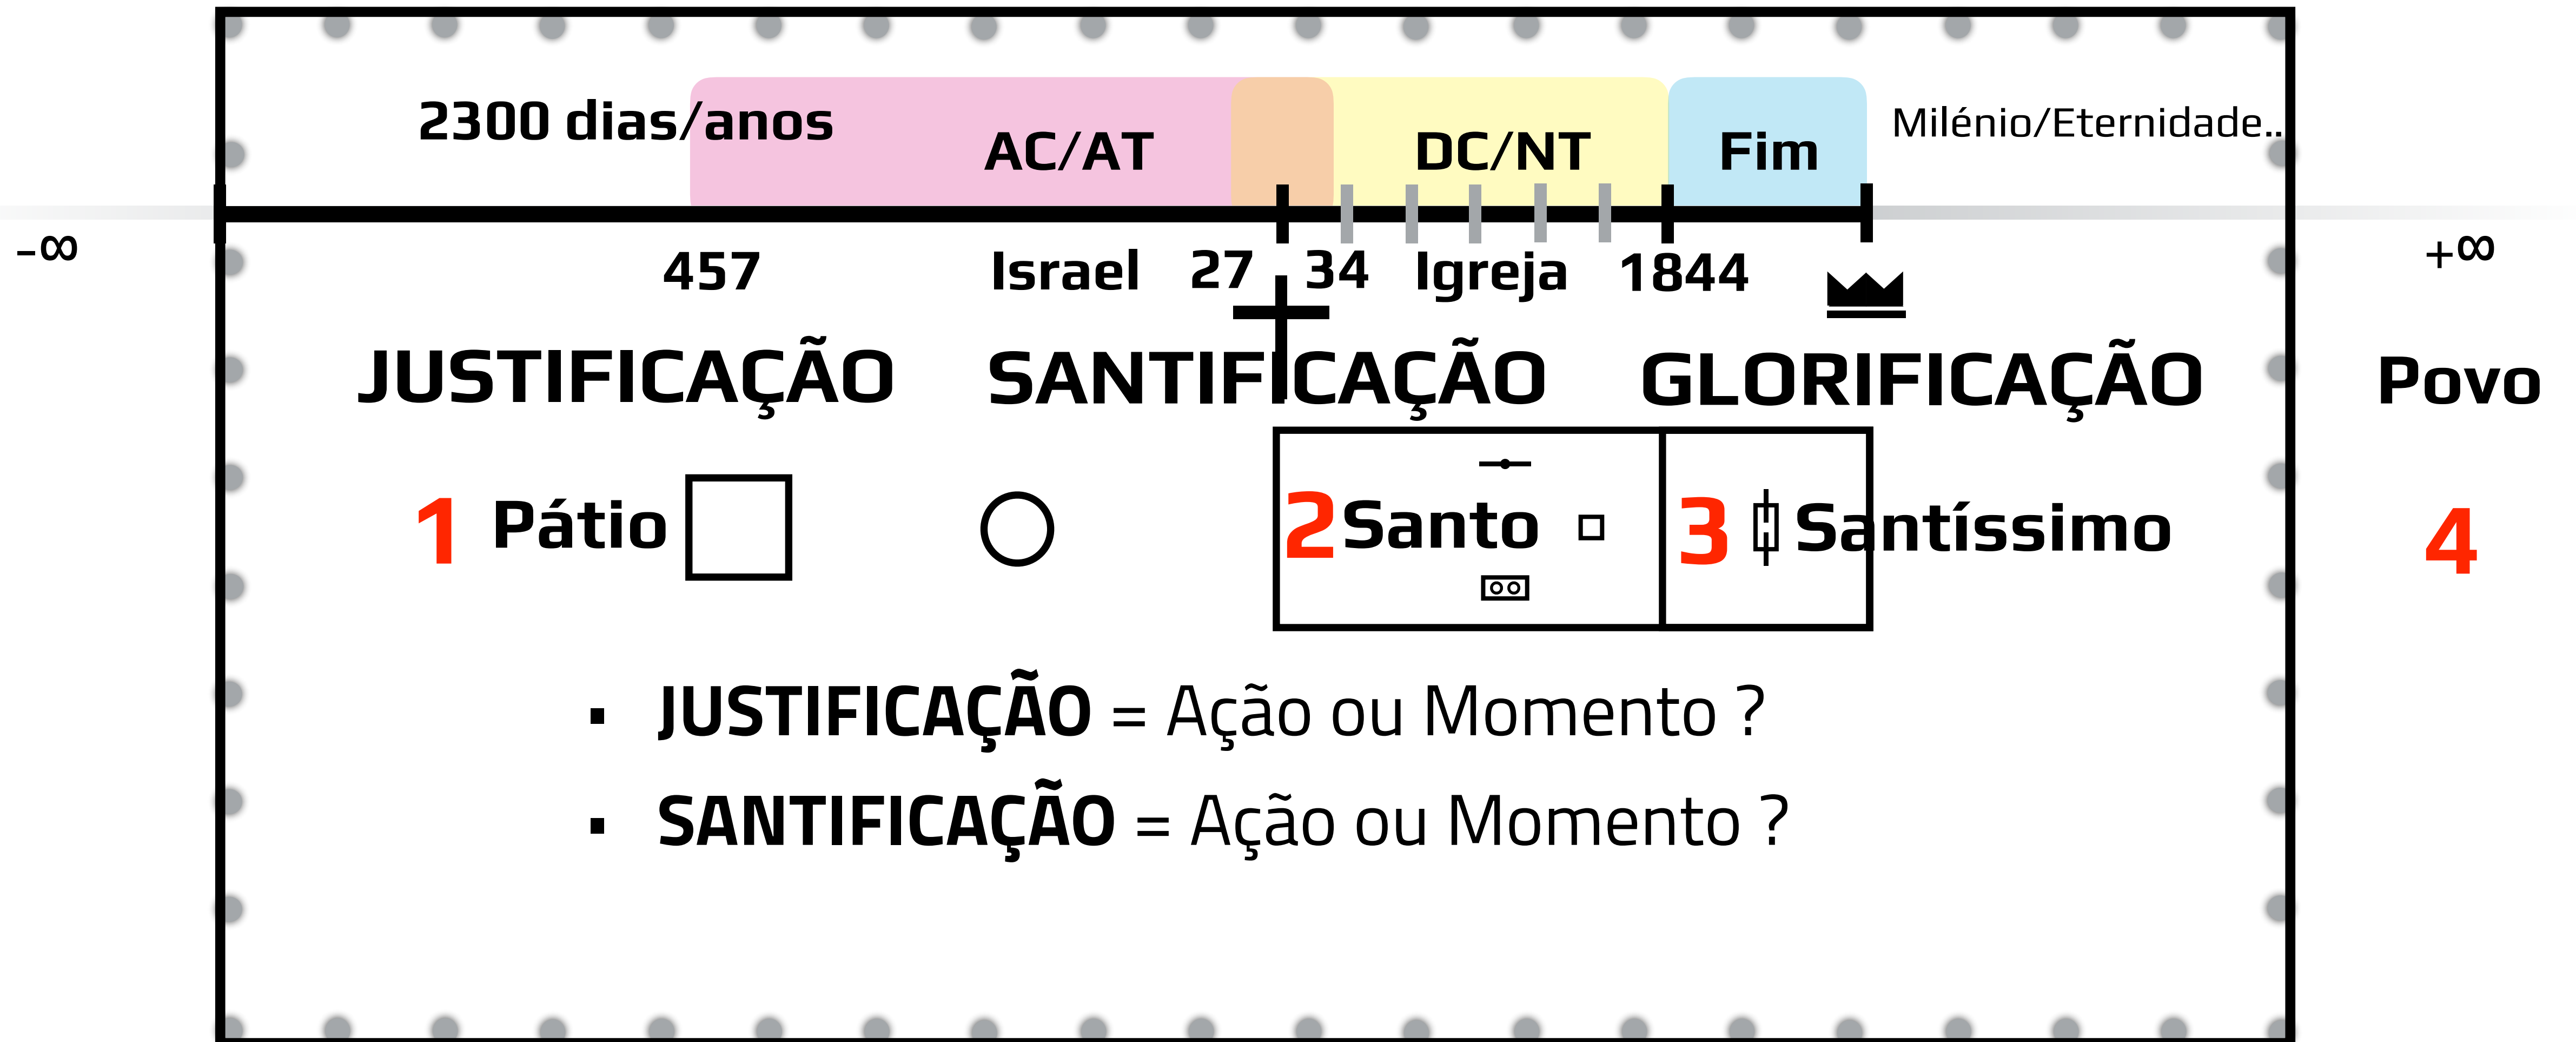 2300 dias/anos
AC/AT
DC/NT
Fim
Milénio/Eternidade..
-∞
+∞
457
Israel
27
34
Igreja
1844
JUSTIFICAÇÃO
SANTIFICAÇÃO
GLORIFICAÇÃO
Povo
1 Pátio
2 Santo
3 Santíssimo
4
▪ JUSTIFICAÇÃO = Ação ou Momento ?
▪ SANTIFICAÇÃO = Ação ou Momento ?